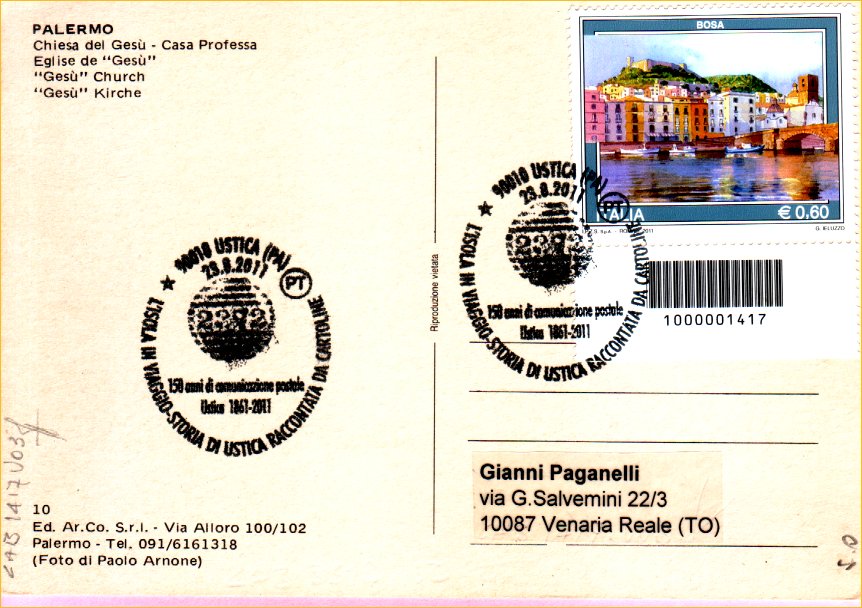 PALERMO
Chiesa del Gesù - Casa Professa
Eglise de "Gesù"
"Gesù" Church
"Gesù" Kirche
BOSA
ITALIA
€ 0.60
ROMA 2011
G. IELUZZO
1000001417
90010 USTICA (PA)
23.8.2011
PT
L'ISOLA IN VIAGGIO-STORIA DI USTICA RACCONTATA DA CARTOLINE
150 anni di comunicazione postale
Ustica 1861-2011
90010 USTICA (PA)
23.8.2011
PT
L'ISOLA IN VIAGGIO-STORIA DI USTICA RACCONTATA DA CARTOLINE
150 anni di comunicazione postale
Ustica 1861-2011
Riproduzione vietata
Gianni Paganelli
via G.Salvemini 22/3
10087 Venaria Reale (TO)
10
Ed. Ar.Co. S.r.l. - Via Alloro 100/102
Palermo - Tel. 091/6161318
(Foto di Paolo Arnone)